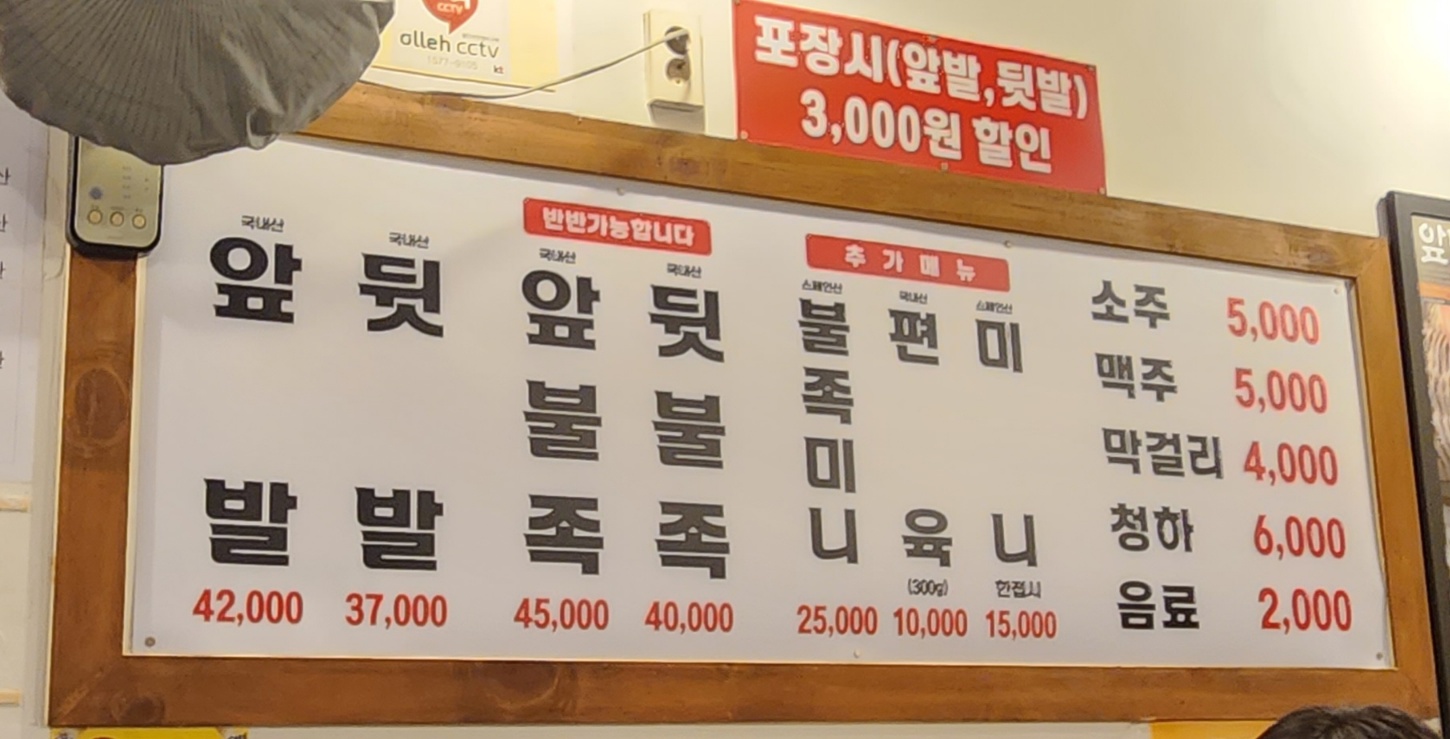 CCTV
olleh cctv
1577-8105
kt
포장시(앞발,뒷발)
3,000원 할인
국내산
앞발
42,000
국내산
뒷발
37,000
반반가능합니다
국내산
앞불족
45,000
국내산
뒷불족
40,000
추가메뉴
스페인산
불족미니
25,000
국내산
편육
(300g)
10,000
스페인산
미니
한접시
15,000
소주 5,000
맥주 5,000
막걸리 4,000
청하 6,000
음료 2,000
앞